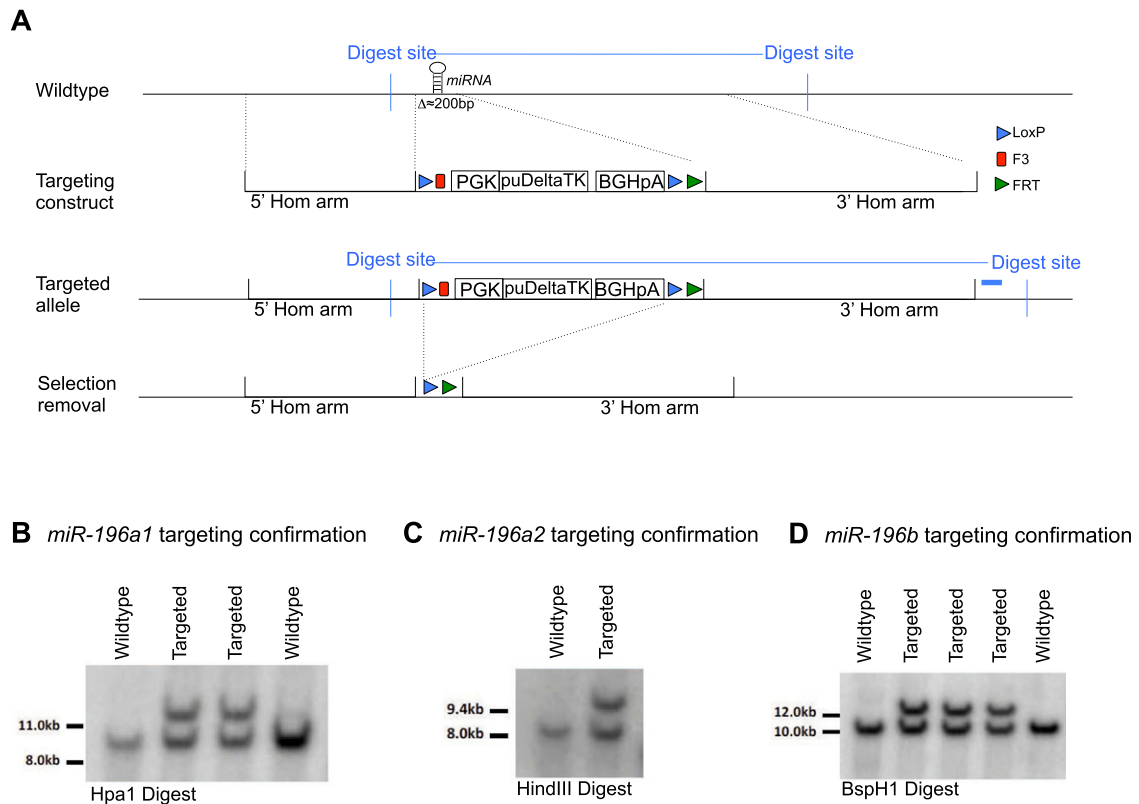 A
Digest site
Digest site
miRNA
Wildtype
Δ≈200bp
LoxP
F3
FRT
Targeting
construct
PGK
puDeltaTK
BGHpA
5’ Hom arm
3’ Hom arm
Digest site
Digest site
Targeted
allele
PGK
puDeltaTK
BGHpA
5’ Hom arm
3’ Hom arm
Selection
removal
5’ Hom arm
3’ Hom arm
B miR-196a1 targeting confirmation
Wildtype
Targeted
Targeted
Wildtype
11.0kb
8.0kb
Hpa1 Digest
C miR-196a2 targeting confirmation
Wildtype
Targeted
9.4kb
8.0kb
HindIII Digest
D miR-196b targeting confirmation
Wildtype
Targeted
Targeted
Targeted
Wildtype
12.0kb
10.0kb
BspH1 Digest